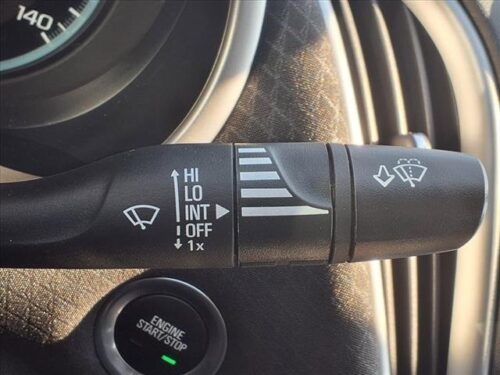 140
HI
LO
INT
OFF
1x
ENGINE
START/STOP